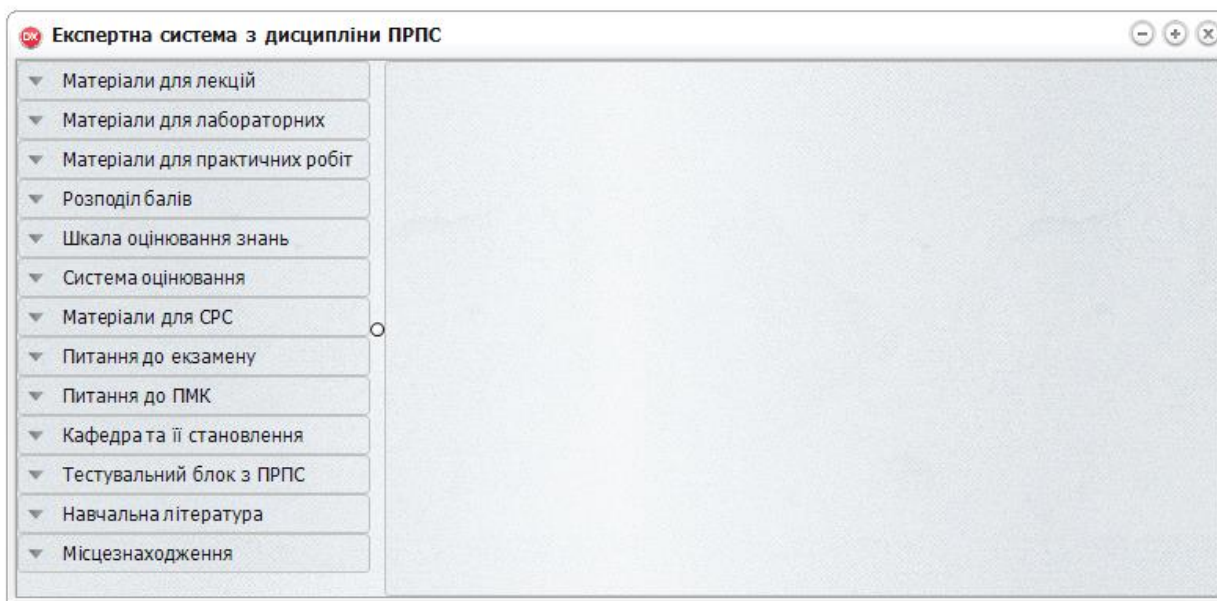 DX Експертна система з дисципліни ПРПС
Матеріали для лекцій
Матеріали для лабораторних
Матеріали для практичних робіт
Розподіл балів
Шкала оцінювання знань
Система оцінювання
Матеріали для СРС
Питання до екзамену
Питання до ПМК
Кафедра та її становлення
Тестувальний блок з ПРПС
Навчальна література
Місцезнаходження